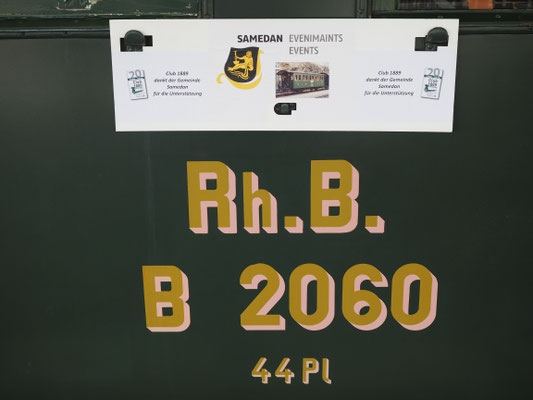 SAMEDAN EVENIMAINTS
EVENTS
Club 1889
dankt der Gemeinde
Samedan
für die Unterstützung
Club 1889
dankt der Gemeinde
Samedan
für die Unterstützung
Rh.B.
B 2060
44 Pl